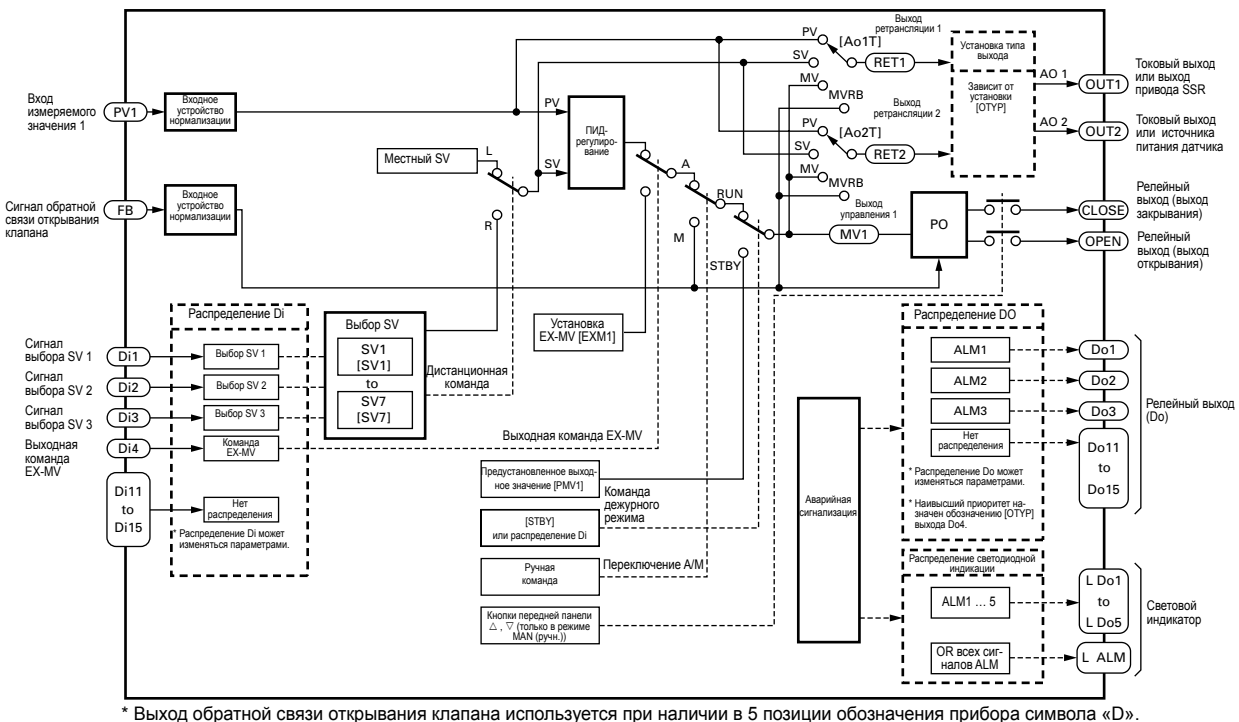 Вход
измеряемого
значения 1
PV1
Входное
устройство
нормализации
Сигнал обратной
связи открывания
клапана
FB
Входное
устройство
нормализации
Местный SV
L
R
PV
SV
ПИД-
регулиро-
вание
A
M
RUN
STBY
Выход
ретрансляции 1
PV
[Ao1T]
SV
RET1
MV
MVRB
Выход
ретрансляции 2
PV
[Ao2T]
SV
RET2
MV
MVRB
Установка типа
выхода
Зависит от
установки
[OTYP]
AO 1
OUT1
Токовый выход
или выход
привода SSR
AO 2
OUT2
Токовый выход
или источника
питания датчика
Выход
управления 1
MV1
PO
CLOSE
Релейный
выход (выход
закрывания)
OPEN
Релейный
выход (выход
открывания)
Распределение Di
Сигнал
выбора SV 1
Di1
Выбор SV 1
Сигнал
выбора SV 2
Di2
Выбор SV 2
Сигнал
выбора SV 3
Di3
Выбор SV 3
Выходная
команда
EX-MV
Di4
Команда
EX-MV
Di11
to
Di15
Нет
распределения
* Распределение Di может
изменяться параметрами.
Выбор SV
SV1
[SV1]
to
SV7
[SV7]
Дистанционная
команда
Установка
EX-MV [EXM1]
Выходная команда EX-MV
Предустановленное выход-
ное значение [PMV1]
Команда
дежурного
режима
[STBY]
или распределение Di
Ручная
команда
Переключение A/M
Кнопки передней панели
△ , ▽ (только в режиме
MAN (ручн.))
Аварийная
сигнализация
Распределение DO
ALM1
Do1
ALM2
Do2
ALM3
Do3
Нет
распределения
Do11
to
Do15
Релейный выход
(Do)
* Распределение Do может
изменяться параметрами.
* Наивысший приоритет на-
значен обозначению [OTYP]
выхода Do4.
Распределение светодиодной
индикации
ALM1 ... 5
L Do1
to
L Do5
OR всех сиг-
налов ALM
L ALM
Световой
индикатор
* Выход обратной связи открывания клапана используется при наличии в 5 позиции обозначения прибора символа «D».